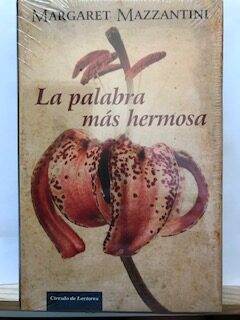 MARGARET MAZZANTINI
La palabra
más hermosa
Círculo de Lectores